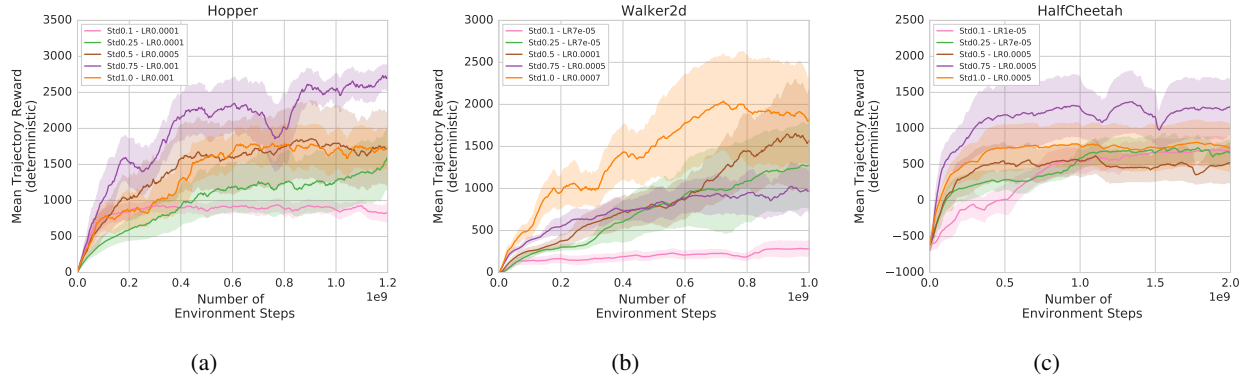 Hopper
Mean Trajectory Reward
(deterministic)
3500
3000
2500
2000
1500
1000
500
0
Std0.1 - LR0.0001
Std0.25 - LR0.0001
Std0.5 - LR0.0005
Std0.75 - LR0.001
Std1.0 - LR0.001
0.0 0.2 0.4 0.6 0.8 1.0 1.2
1e9
Number of
Environment Steps
(a)
Walker2d
Mean Trajectory Reward
(deterministic)
3000
2500
2000
1500
1000
500
0
Std0.1 - LR7e-05
Std0.25 - LR7e-05
Std0.5 - LR0.0001
Std0.75 - LR0.0005
Std1.0 - LR0.0007
0.0 0.2 0.4 0.6 0.8 1.0
1e9
Number of
Environment Steps
(b)
HalfCheetah
Mean Trajectory Reward
(deterministic)
2500
2000
1500
1000
500
0
−500
−1000
Std0.1 - LR1e-05
Std0.25 - LR7e-05
Std0.5 - LR0.0005
Std0.75 - LR0.0005
Std1.0 - LR0.0005
0.0 0.5 1.0 1.5 2.0
1e9
Number of
Environment Steps
(c)